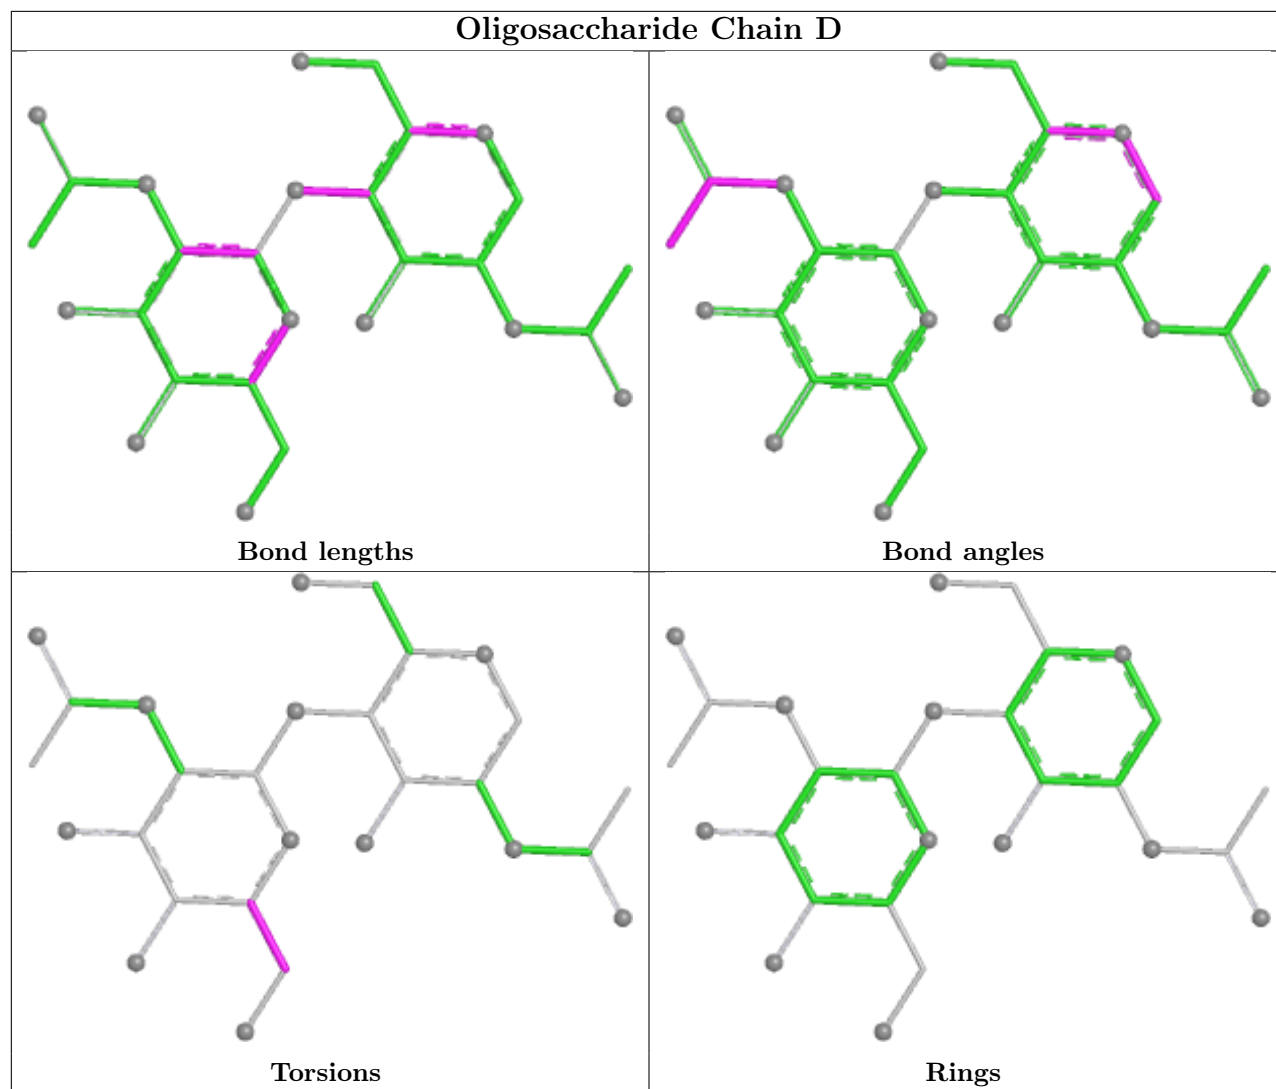 Oligosaccharide Chain D
Bond lengths
Bond angles
Torsions
Rings